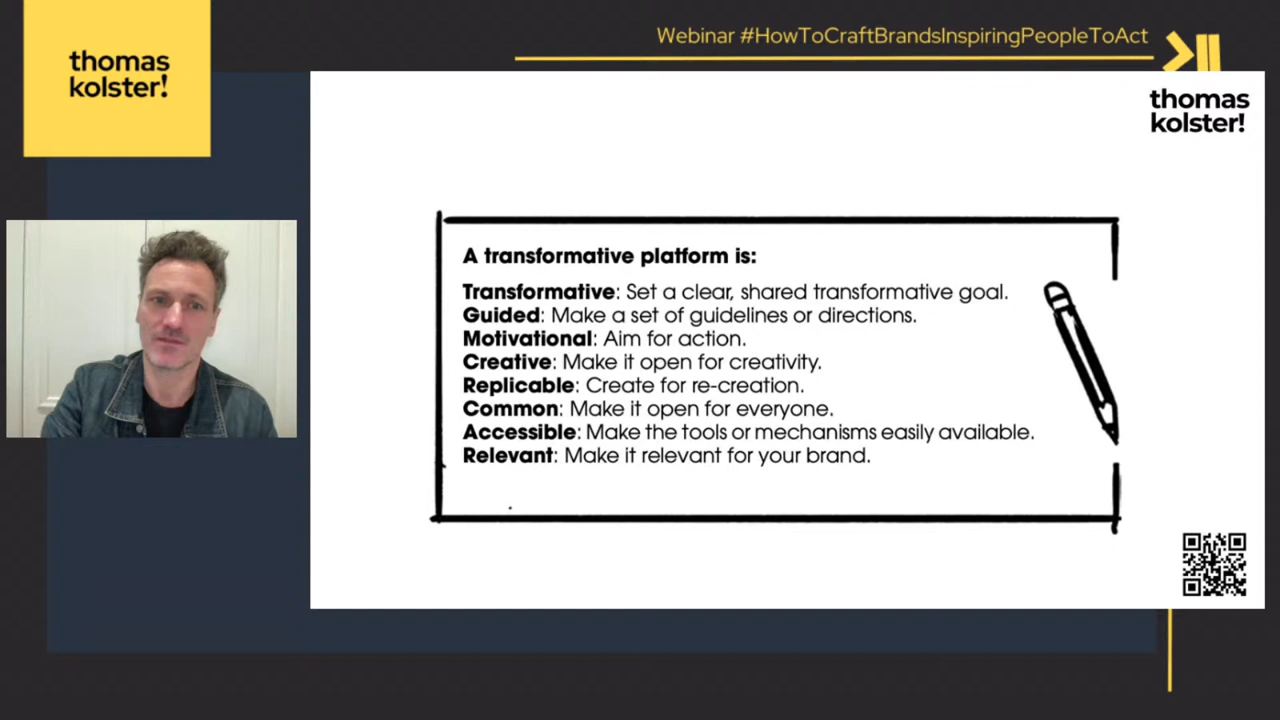 thomas
kolster!
Webinar #HowToCraftBrandsInspiringPeopleToAct
thomas
kolster!
A transformative platform is:
Transformative: Set a clear, shared transformative goal.
Guided: Make a set of guidelines or directions.
Motivational: Aim for action.
Creative: Make it open for creativity.
Replicable: Create for re-creation.
Common: Make it open for everyone.
Accessible: Make the tools or mechanisms easily available.
Relevant: Make it relevant for your brand.